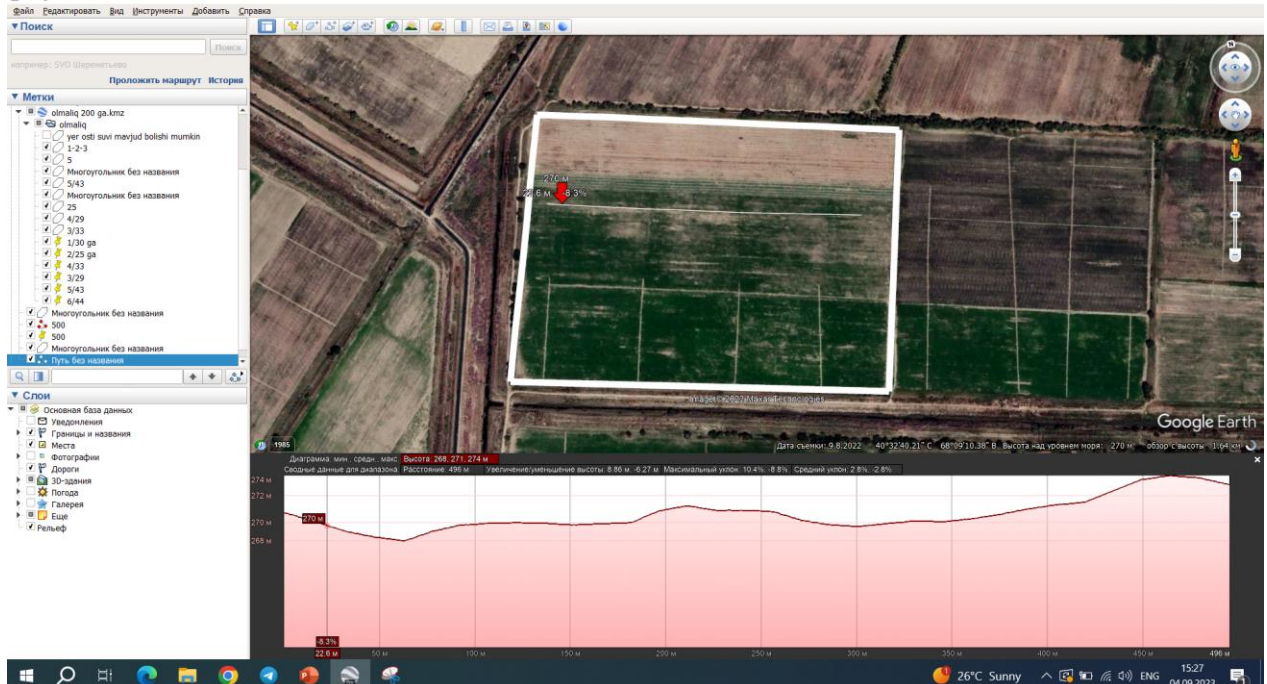 Файл Редактировать Вид Инструменты Добавить Справка
Поиск
Поиск
например: SVO Шереметьево
Проложить маршрут История
Метки
olmaliq 200 ga.kmz
olmaliq
yer osti suvi mavjud bolishi mumkin
1-2-3
5
Многоугольник без названия
5/43
Многоугольник без названия
25
4/29
3/33
1/30 ga
2/25 ga
4/33
3/29
5/43
6/44
Многоугольник без названия
500
500
Многоугольник без названия
Путь без названия
Слои
Основная база данных
Уведомления
Границы и названия
Места
Фотографии
Дороги
3D-здания
Погода
Галерея
Еще
Рельеф
N
270 м
22.6 м -8.3%
Google Earth
1985
Дата съемки: 9.8.2022 40°32'40.21" С 68°09'10.38" В Высота над уровнем моря: 270 м обзор с высоты 1.64 км
Диаграмма: мин., средн., макс Высота: 268, 271, 274 м
Сводные данные для диапазона Расстояние: 496 м Увеличение/уменьшение высоты: 8.86 м, -6.27 м Максимальный уклон: 10.4%, -8.8% Средний уклон: 2.8%, -2.8%
274 м
272 м
270 м
270 м
268 м
-8.3%
22.6 м 50 м 100 м 150 м 200 м 250 м 300 м 350 м 400 м 450 м 496 м
26°C Sunny ENG 15:27
04.09.2023